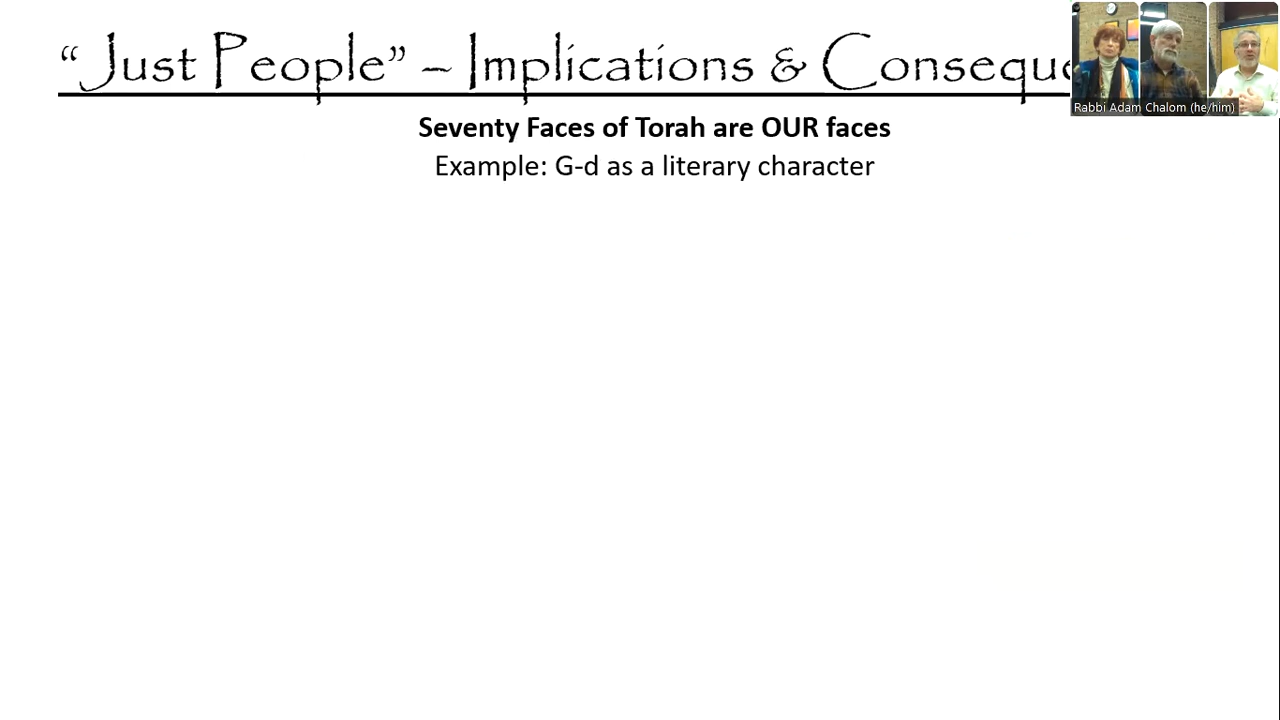 “Just People” – Implications & Conseque
Rabbi Adam Chalom (he/him)
Seventy Faces of Torah are OUR faces
Example: G-d as a literary character